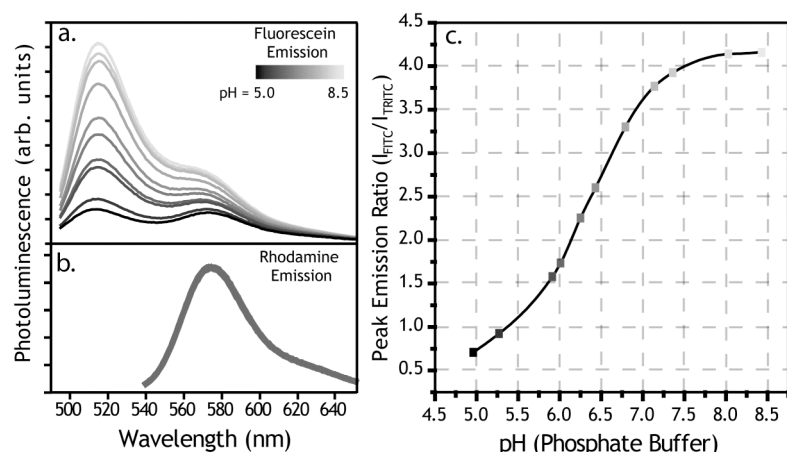 a.
Fluorescein
Emission
pH = 5.0 8.5
Photoluminescence (arb. units)
b.
Rhodamine
Emission
500 520 540 560 580 600 620 640
Wavelength (nm)
c.
Peak Emission Ratio (I_FITC/I_TRITC)
4.5
4.0
3.5
3.0
2.5
2.0
1.5
1.0
0.5
4.5 5.0 5.5 6.0 6.5 7.0 7.5 8.0 8.5
pH (Phosphate Buffer)